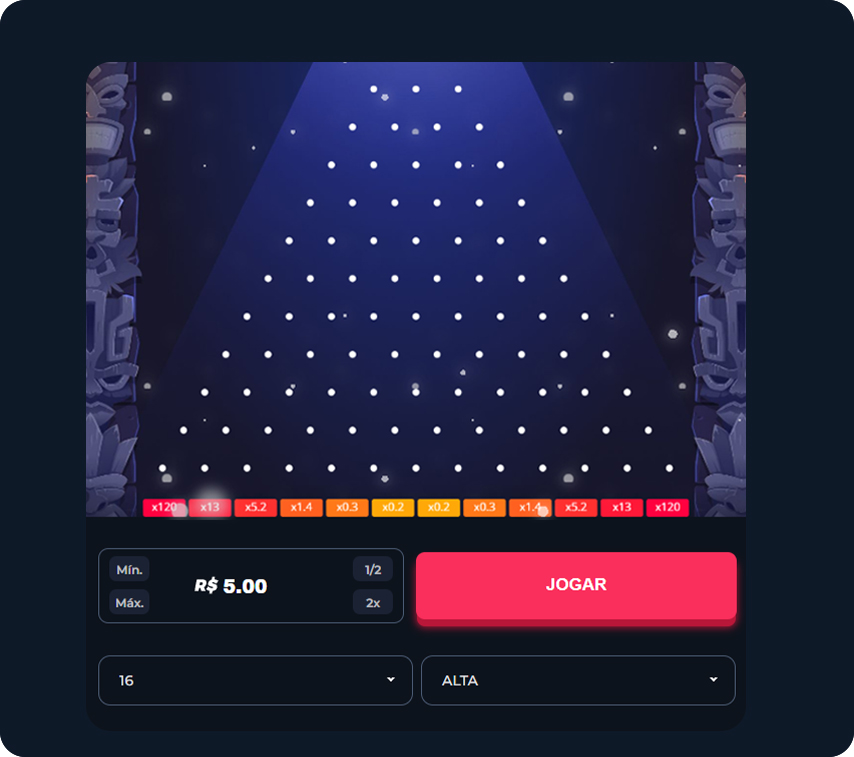 x120 x13 x5.2 x1.4 x0.3 x0.2 x0.2 x0.3 x1.4 x5.2 x13 x120
Mín.
R$ 5.00
1/2
Máx.
2x
JOGAR
16
ALTA